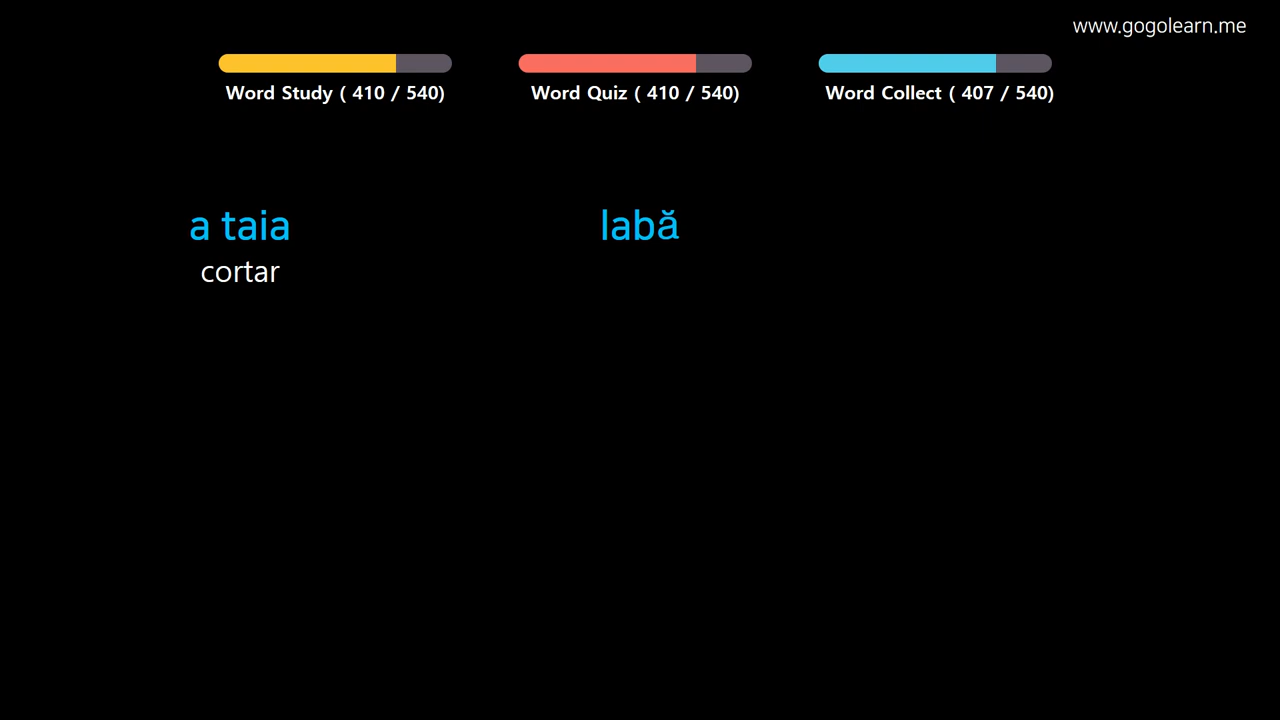 www.gogolearn.me
Word Study ( 410 / 540)
Word Quiz ( 410 / 540)
Word Collect ( 407 / 540)
a taia
cortar
labă